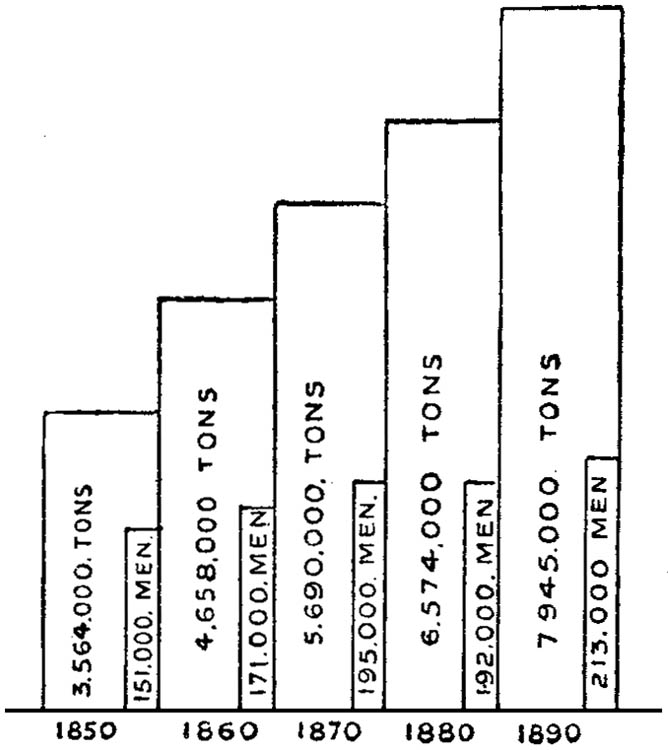 3.564.000. TONS
151.000. MEN.
4,658,000 TONS
171.000. MEN
5.690.000. TONS
195.000. MEN.
6.574,000 TONS
192.000. MEN
7945.000. TONS
213.000 MEN
1850
1860
1870
1880
1890